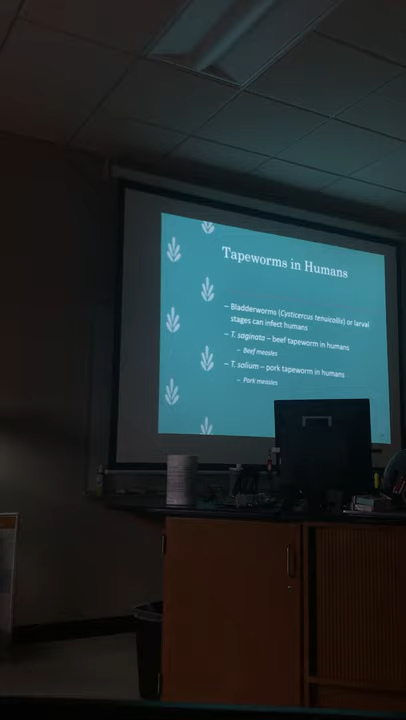 Tapeworms in Humans
– Bladderworms (Cysticercus tenuicollis) or larval
stages can infect humans
– T. saginata – beef tapeworm in humans
– Beef measles
– T. solium – pork tapeworm in humans
– Pork measles